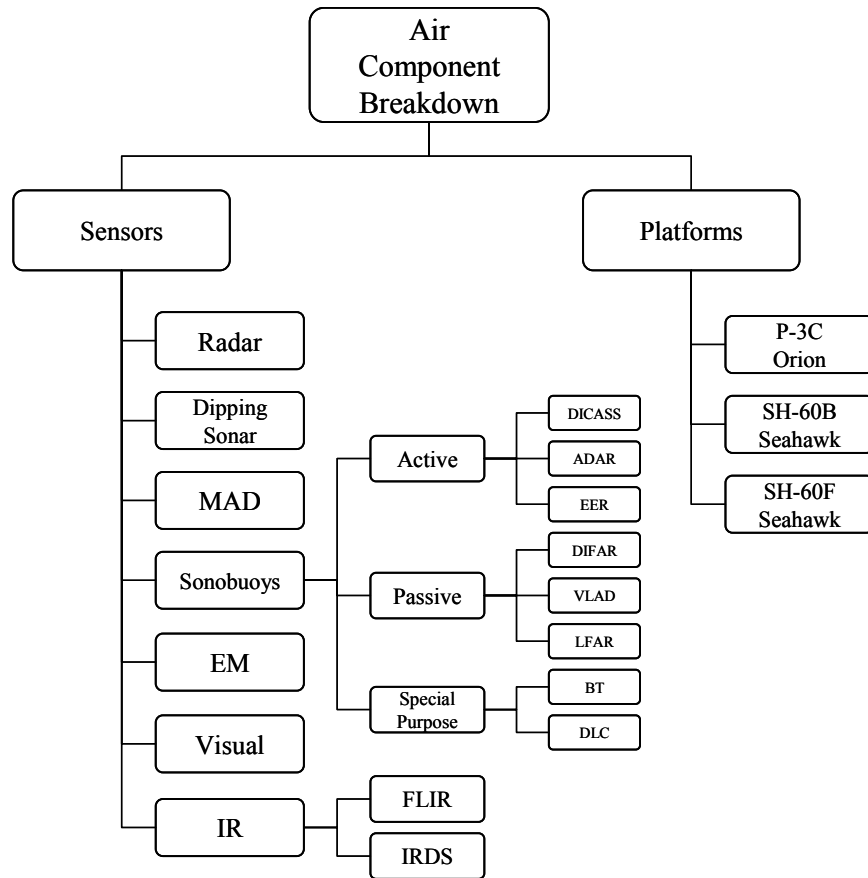 Air
Component
Breakdown
Sensors
Platforms
Radar
Dipping
Sonar
MAD
Sonobuoys
EM
Visual
IR
Active
Passive
Special
Purpose
FLIR
IRDS
DICASS
ADAR
EER
DIFAR
VLAD
LFAR
BT
DLC
P-3C
Orion
SH-60B
Seahawk
SH-60F
Seahawk